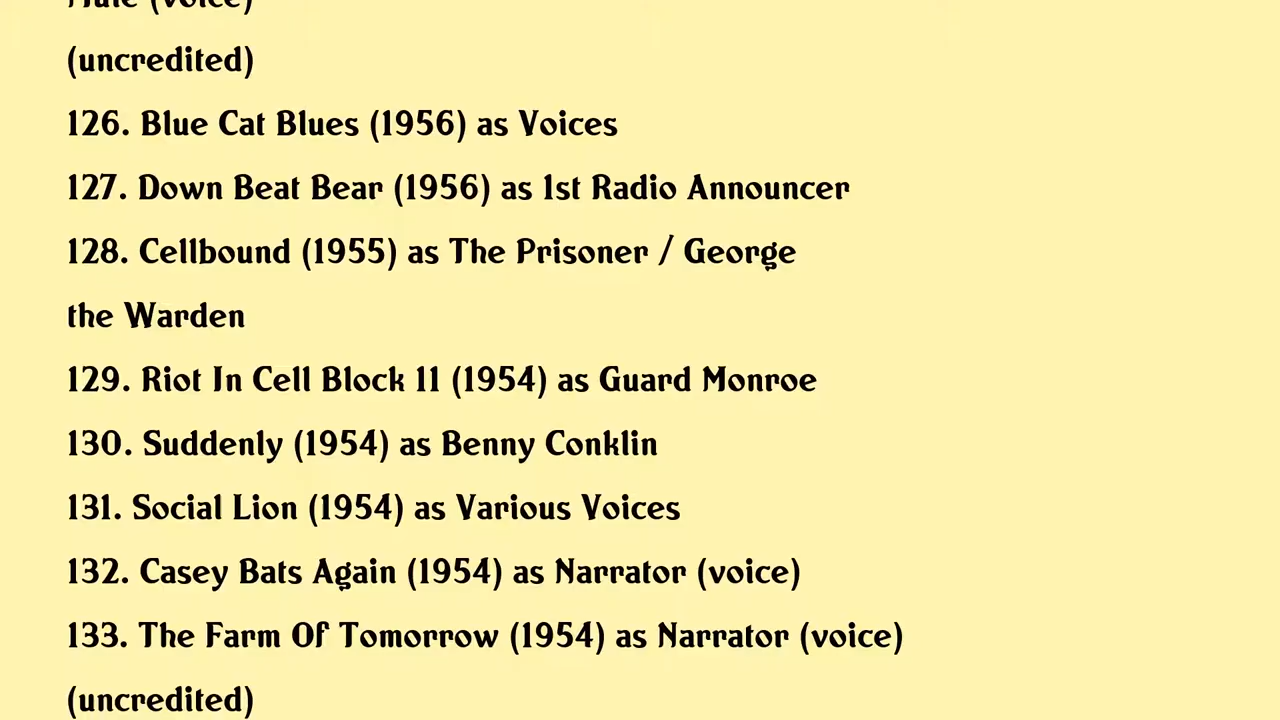 (voice)
(uncredited)
126. Blue Cat Blues (1956) as Voices
127. Down Beat Bear (1956) as 1st Radio Announcer
128. Cellbound (1955) as The Prisoner / George
the Warden
129. Riot In Cell Block 11 (1954) as Guard Monroe
130. Suddenly (1954) as Benny Conklin
131. Social Lion (1954) as Various Voices
132. Casey Bats Again (1954) as Narrator (voice)
133. The Farm Of Tomorrow (1954) as Narrator (voice)
(uncredited)